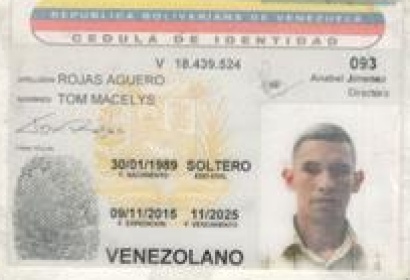 REPUBLICA BOLIVARIANA DE VENEZUELA
CEDULA DE IDENTIDAD
V 18.439.524 093
APELLIDOS ROJAS AGUERO Anabel Jimenez
Directora
NOMBRES TOM MACELYS
30/01/1989 SOLTERO
F. NACIMIENTO EDO CIVIL
09/11/2015 11/2025
F. EXPEDICION F. VENCIMIENTO
VENEZOLANO